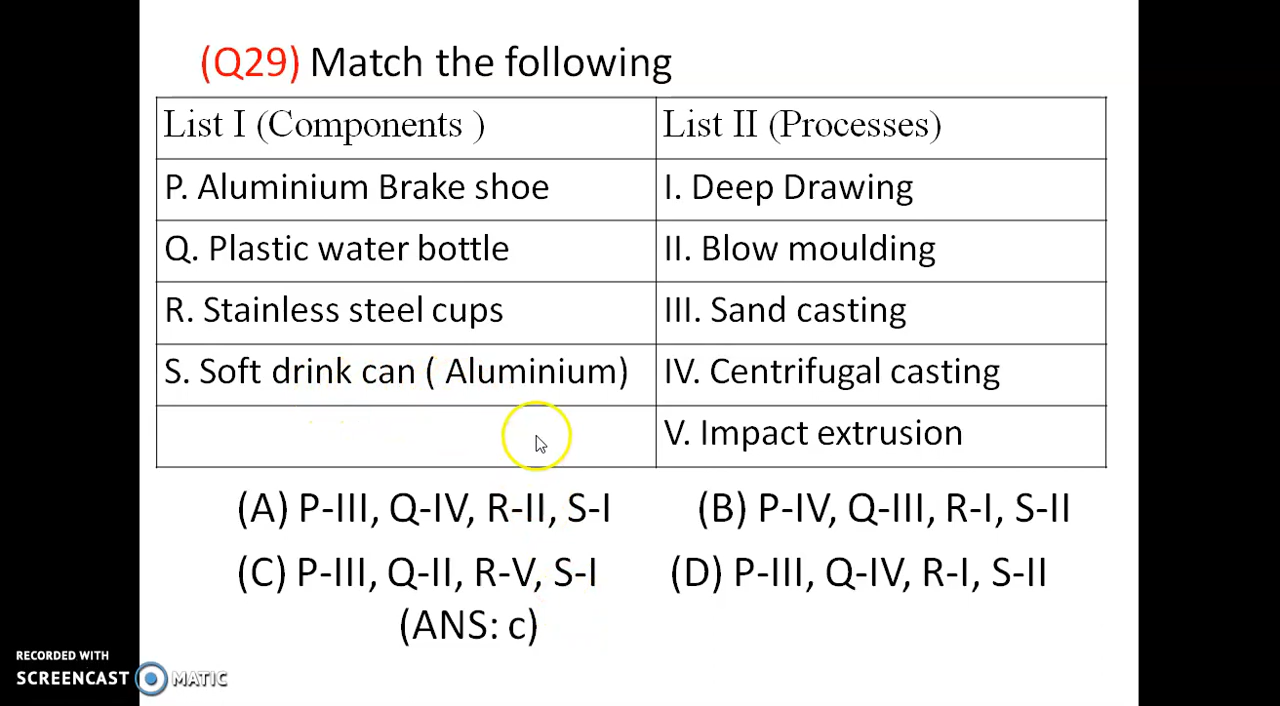 (Q29) Match the following
List I (Components ) List II (Processes)
P. Aluminium Brake shoe I. Deep Drawing
Q. Plastic water bottle II. Blow moulding
R. Stainless steel cups III. Sand casting
S. Soft drink can ( Aluminium) IV. Centrifugal casting
V. Impact extrusion
(A) P-III, Q-IV, R-II, S-I (B) P-IV, Q-III, R-I, S-II
(C) P-III, Q-II, R-V, S-I (D) P-III, Q-IV, R-I, S-II
(ANS: c)
RECORDED WITH
SCREENCAST MATIC